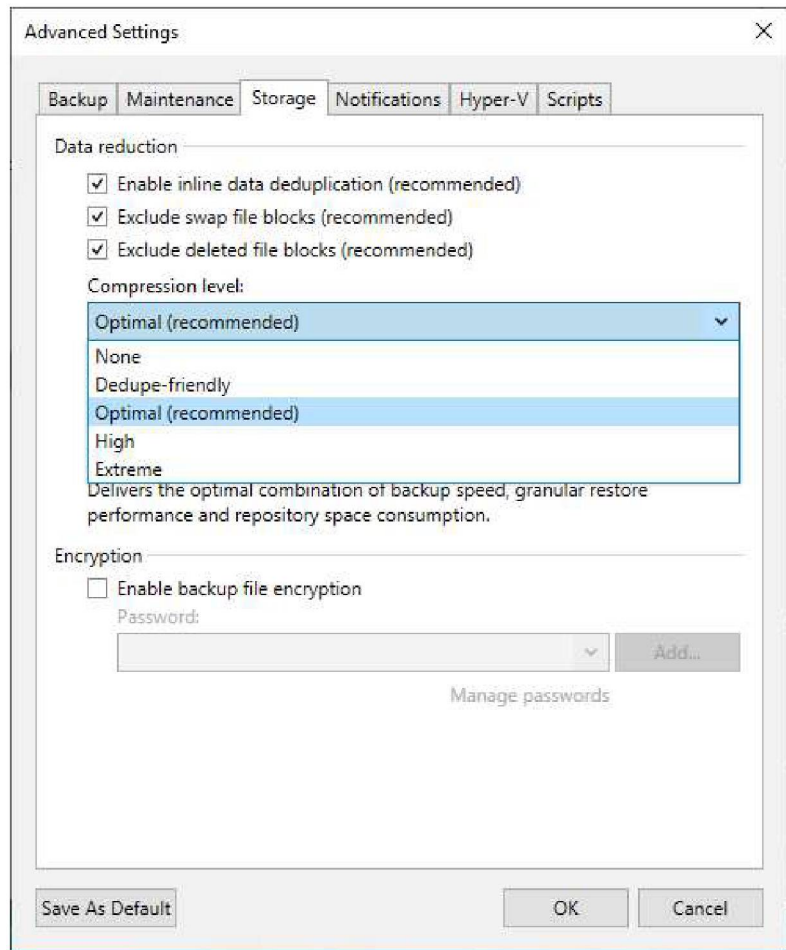 Advanced Settings
Backup Maintenance Storage Notifications Hyper-V Scripts
Data reduction
Enable inline data deduplication (recommended)
Exclude swap file blocks (recommended)
Exclude deleted file blocks (recommended)
Compression level:
Optimal (recommended)
None
Dedupe-friendly
Optimal (recommended)
High
Extreme
Delivers the optimal combination of backup speed, granular restore
performance and repository space consumption.
Encryption
Enable backup file encryption
Password:
Add...
Manage passwords
Save As Default OK Cancel